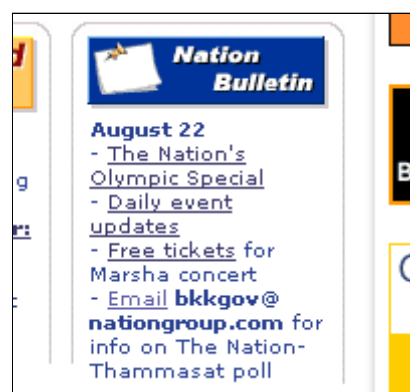 d
Nation
Bulletin
August 22
- The Nation's
Olympic Special
- Daily event
updates
- Free tickets for
Marsha concert
- Email bkkgov@
nationgroup.com for
info on The Nation-
Thammasat poll
g
r:
B